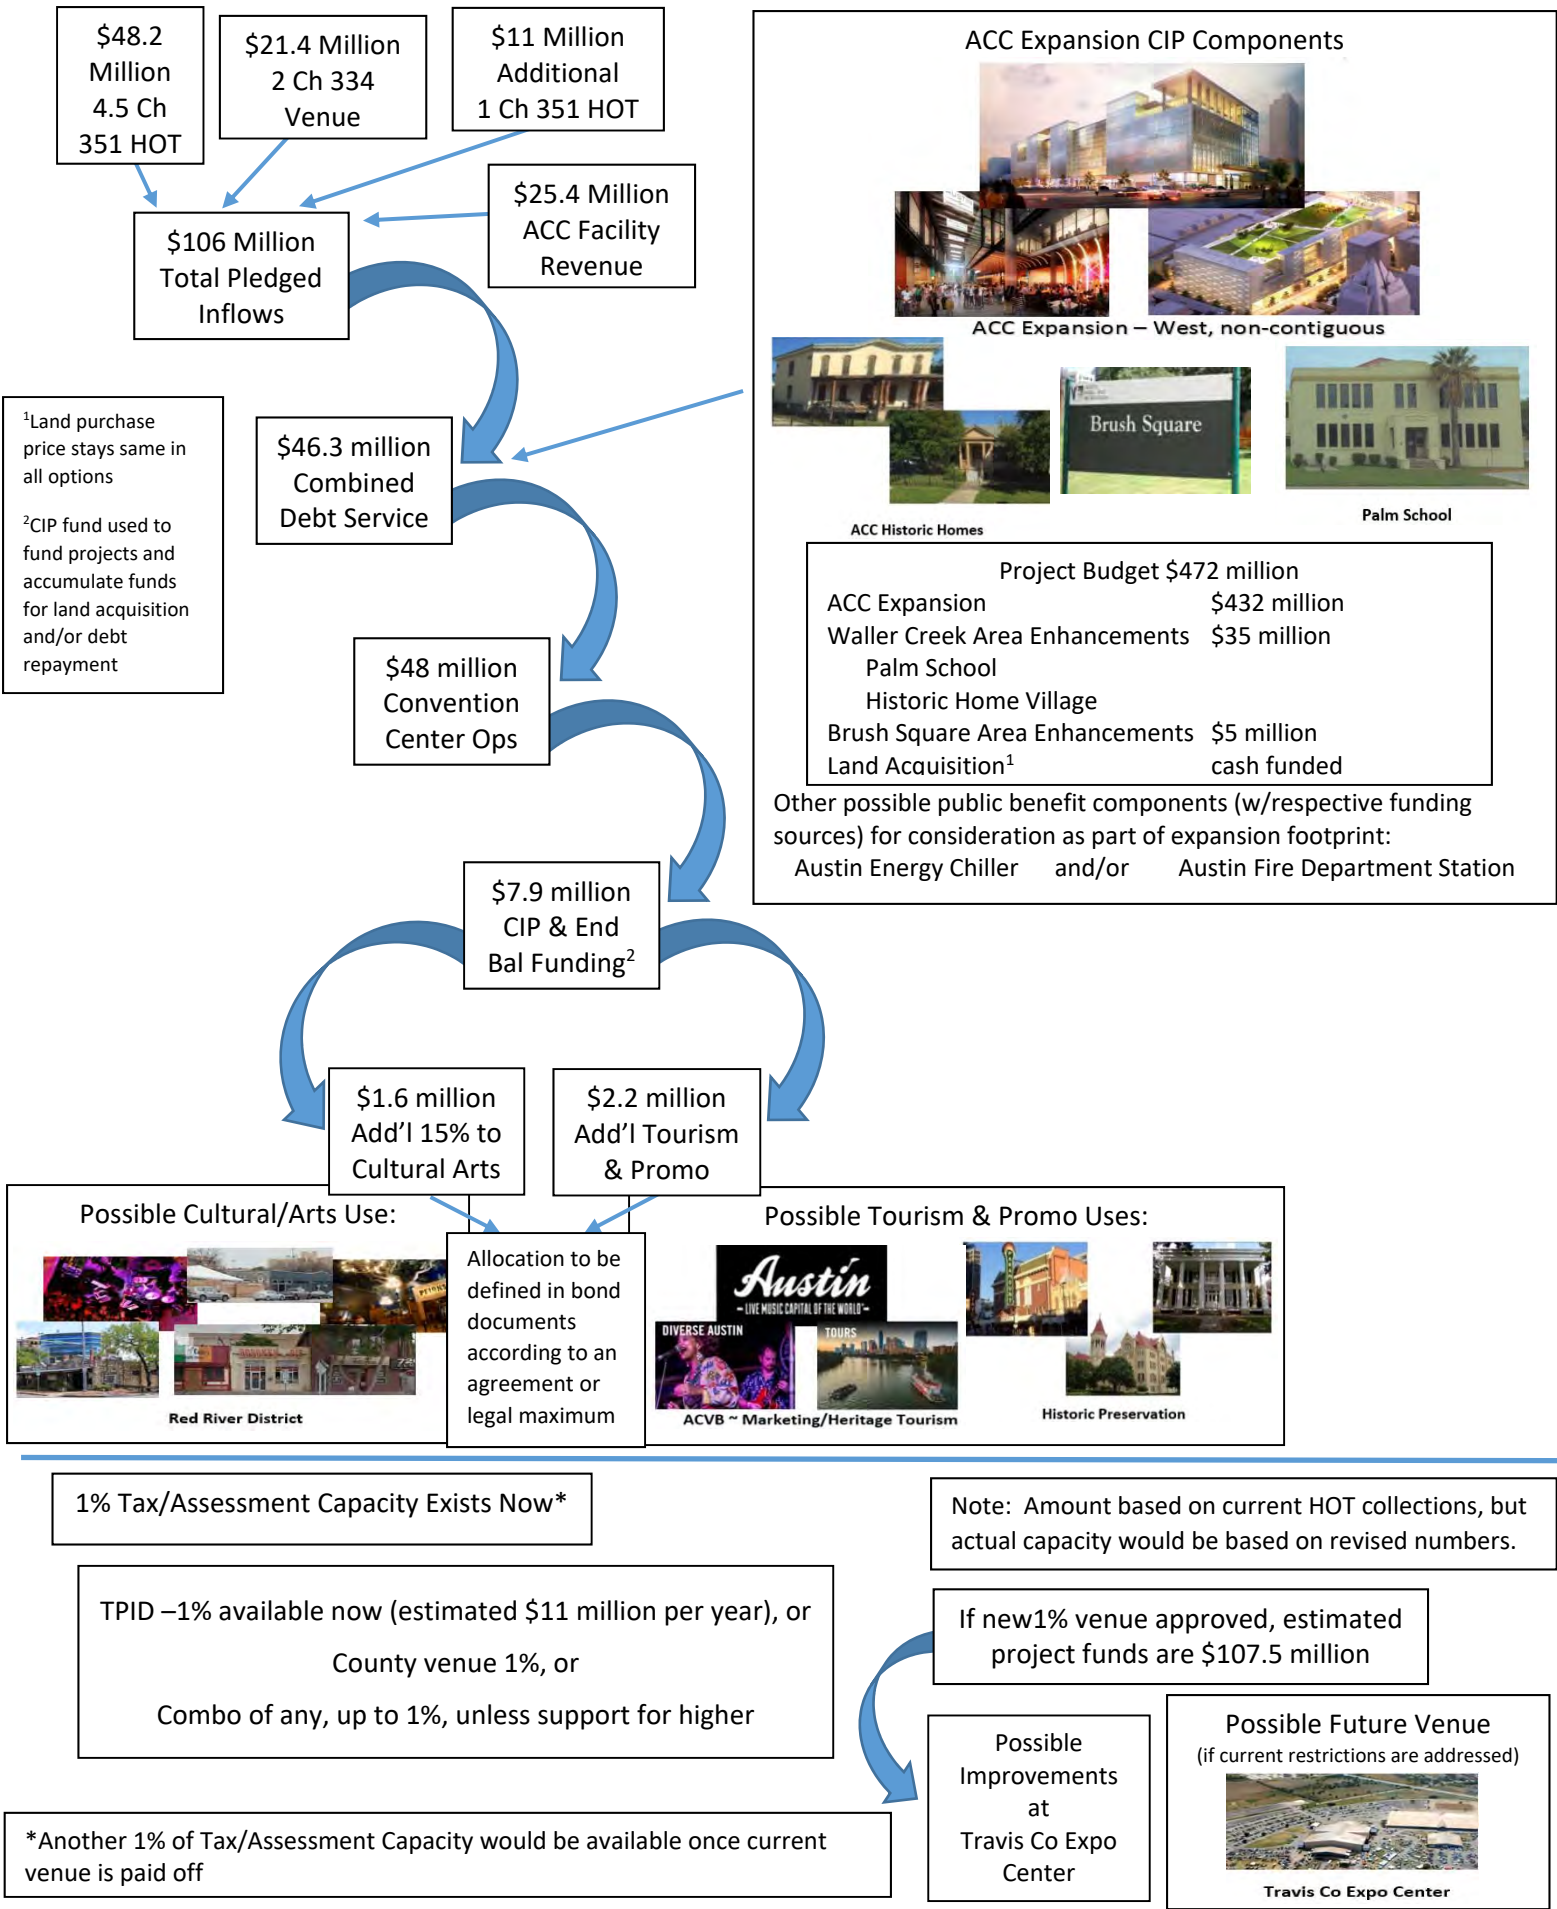 $48.2
Million
4.5 Ch
351 HOT
$21.4 Million
2 Ch 334
Venue
$11 Million
Additional
1 Ch 351 HOT
$25.4 Million
ACC Facility
Revenue
$106 Million
Total Pledged
Inflows
ACC Expansion CIP Components
ACC Expansion – West, non-contiguous
Brush Square
ACC Historic Homes
Palm School
Project Budget $472 million
ACC Expansion $432 million
Waller Creek Area Enhancements $35 million
Palm School
Historic Home Village
Brush Square Area Enhancements $5 million
Land Acquisition¹ cash funded
Other possible public benefit components (w/respective funding
sources) for consideration as part of expansion footprint:
Austin Energy Chiller and/or Austin Fire Department Station
¹Land purchase
price stays same in
all options
²CIP fund used to
fund projects and
accumulate funds
for land acquisition
and/or debt
repayment
$46.3 million
Combined
Debt Service
$48 million
Convention
Center Ops
$7.9 million
CIP & End
Bal Funding²
$1.6 million
Add’l 15% to
Cultural Arts
$2.2 million
Add’l Tourism
& Promo
Possible Cultural/Arts Use:
Red River District
Allocation to be
defined in bond
documents
according to an
agreement or
legal maximum
Possible Tourism & Promo Uses:
Austin
LIVE MUSIC CAPITAL OF THE WORLD
DIVERSE AUSTIN
TOURS
ACVB ~ Marketing/Heritage Tourism
Historic Preservation
1% Tax/Assessment Capacity Exists Now*
Note: Amount based on current HOT collections, but
actual capacity would be based on revised numbers.
TPID –1% available now (estimated $11 million per year), or
County venue 1%, or
Combo of any, up to 1%, unless support for higher
If new1% venue approved, estimated
project funds are $107.5 million
Possible
Improvements
at
Travis Co Expo
Center
Possible Future Venue
(if current restrictions are addressed)
Travis Co Expo Center
*Another 1% of Tax/Assessment Capacity would be available once current
venue is paid off